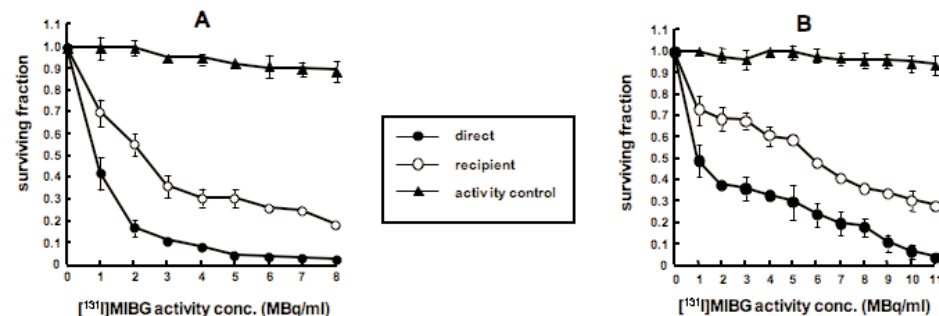 A
1.1
1.0
0.9
0.8
0.7
0.6
0.5
0.4
0.3
0.2
0.1
0
surviving fraction
0 1 2 3 4 5 6 7 8
[131I]MIBG activity conc. (MBq/ml)
direct
recipient
activity control
B
1.1
1.0
0.9
0.8
0.7
0.6
0.5
0.4
0.3
0.2
0.1
0
surviving fraction
0 1 2 3 4 5 6 7 8 9 10 11
[131I]MIBG activity conc. (MBq/ml)